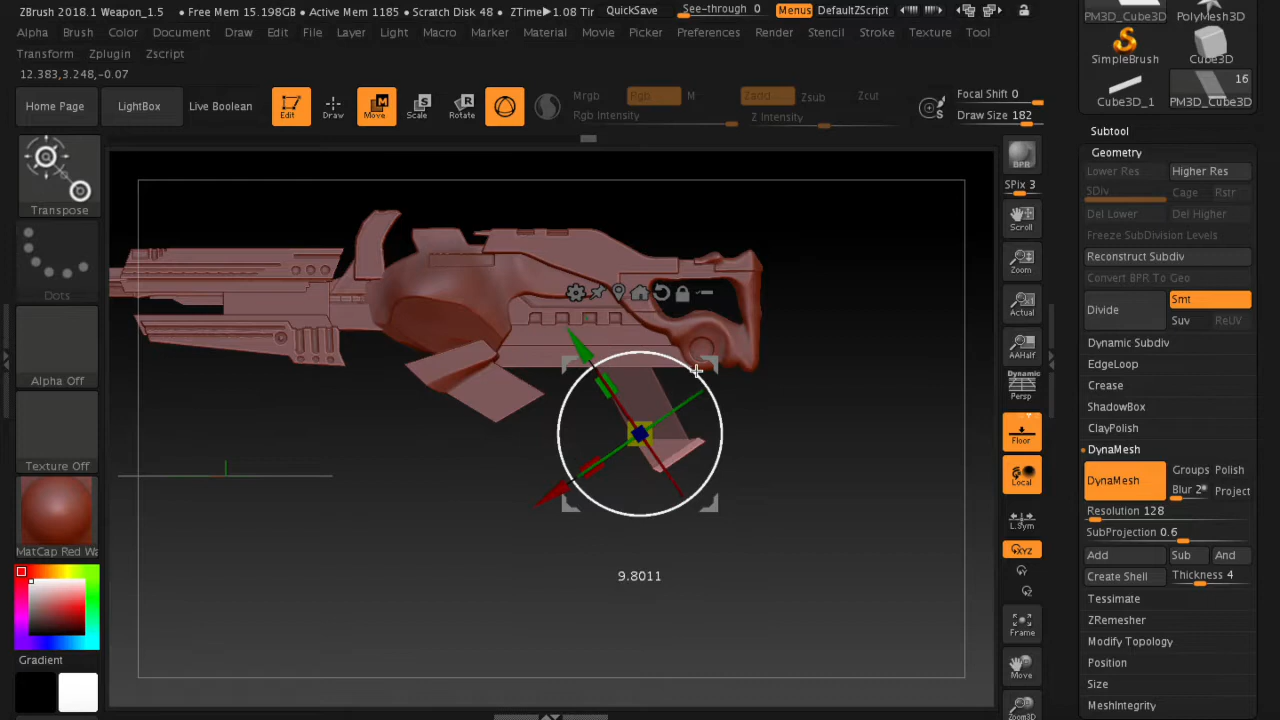 ZBrush 2018.1 Weapon_1.5 • Free Mem 15.198GB • Active Mem 1185 • Scratch Disk 48 • ZTime▶1.08 Tir QuickSave See-through 0 Menus DefaultZScript
Alpha Brush Color Document Draw Edit File Layer Light Macro Marker Material Movie Picker Preferences Render Stencil Stroke Texture Tool
Transform Zplugin Zscript
12.383,3.248,-0.07
Home Page LightBox Live Boolean Edit Draw Move Scale Rotate
Mrgb Rgb M Zadd Zsub Zcut
Rgb Intensity Z Intensity
Focal Shift 0
Draw Size 182
Transpose
Dots
Alpha Off
Texture Off
MatCap Red Wa
Gradient
9.8011
BPR
SPix 3
Scroll
Zoom
Actual
AAHalf
Dynamic
Persp
Floor
Local
L.Sym
XYZ
Y
Z
Frame
Move
Zoom3D
PM3D_Cube3D PolyMesh3D
SimpleBrush Cube3D
16
Cube3D_1 PM3D_Cube3D
Subtool
Geometry
Lower Res Higher Res
SDiv Cage Rstr
Del Lower Del Higher
Freeze SubDivision Levels
Reconstruct Subdiv
Convert BPR To Geo
Divide Smt
Suv ReUV
Dynamic Subdiv
EdgeLoop
Crease
ShadowBox
ClayPolish
DynaMesh
DynaMesh Groups Polish
Blur 2 Project
Resolution 128
SubProjection 0.6
Add Sub And
Create Shell Thickness 4
Tessimate
ZRemesher
Modify Topology
Position
Size
MeshIntegrity